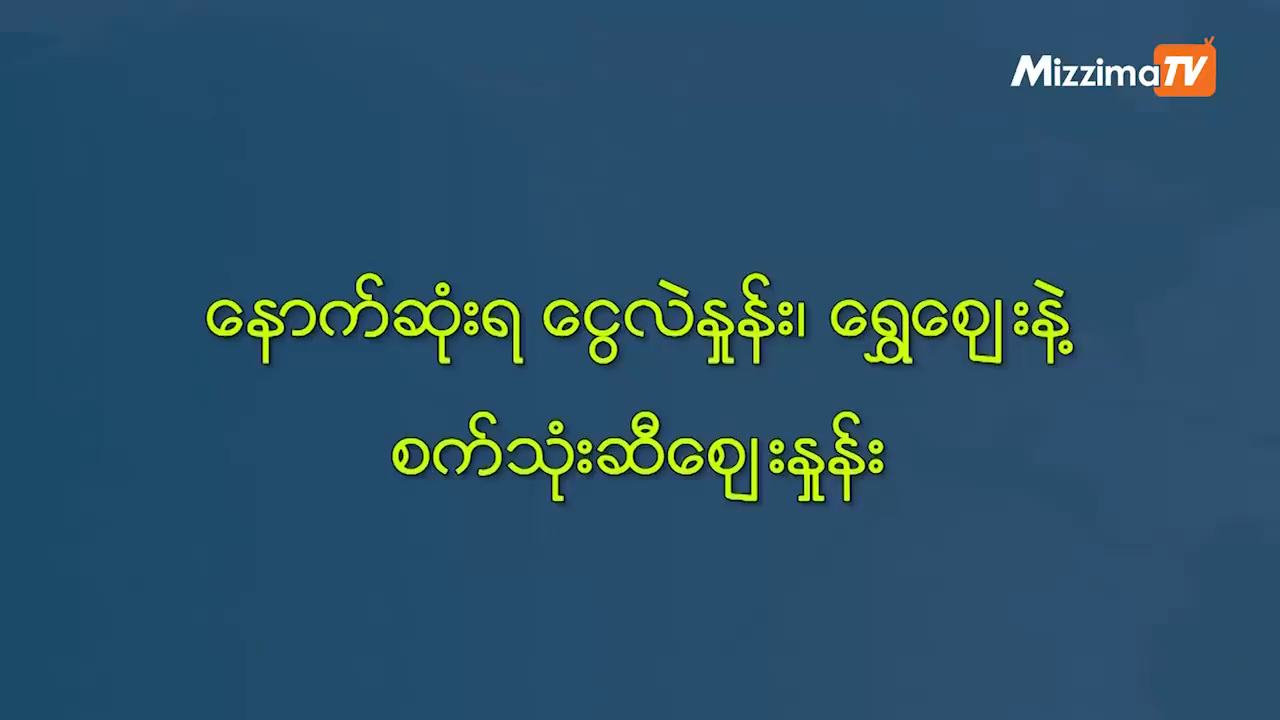 MizzimaTV
နောက်ဆုံးရ ငွေလဲနှုန်း၊ ရွှေဈေးနဲ့
စက်သုံးဆီဈေးနှုန်း